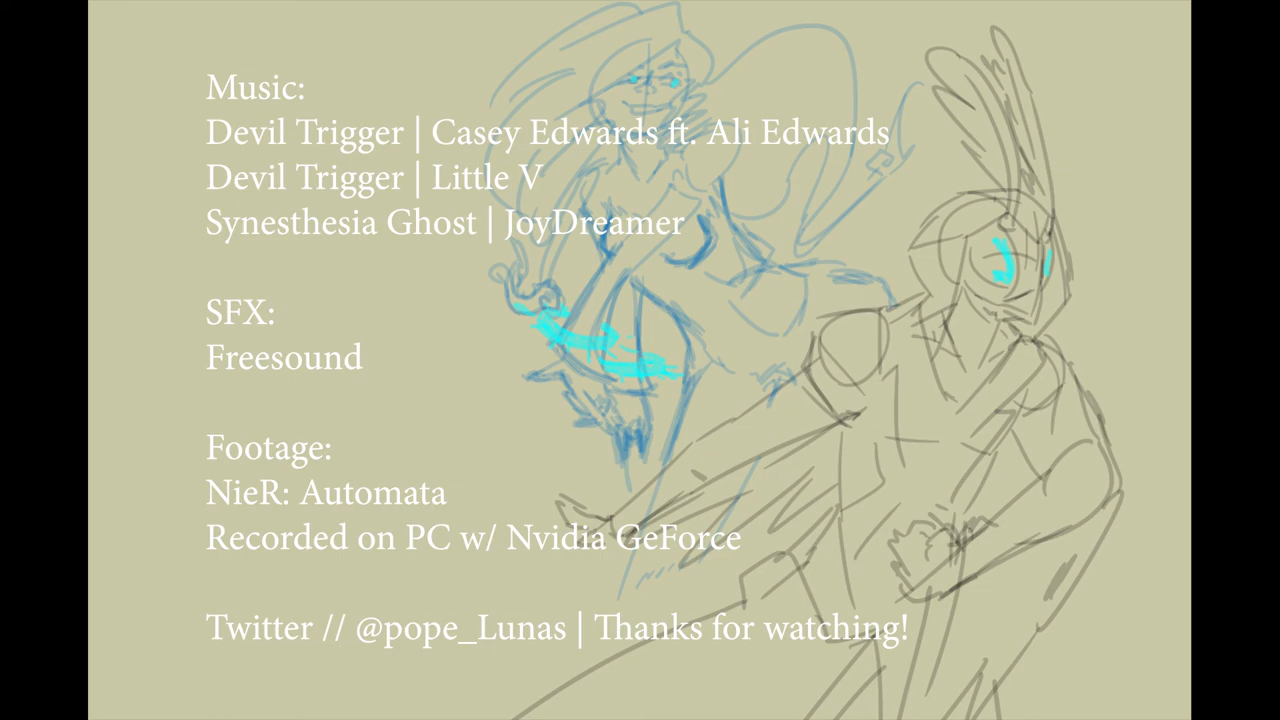 Music:
Devil Trigger | Casey Edwards ft. Ali Edwards
Devil Trigger | Little V
Synesthesia Ghost | JoyDreamer
SFX:
Freesound
Footage:
NieR: Automata
Recorded on PC w/ Nvidia GeForce
Twitter // @pope_Lunas | Thanks for watching!